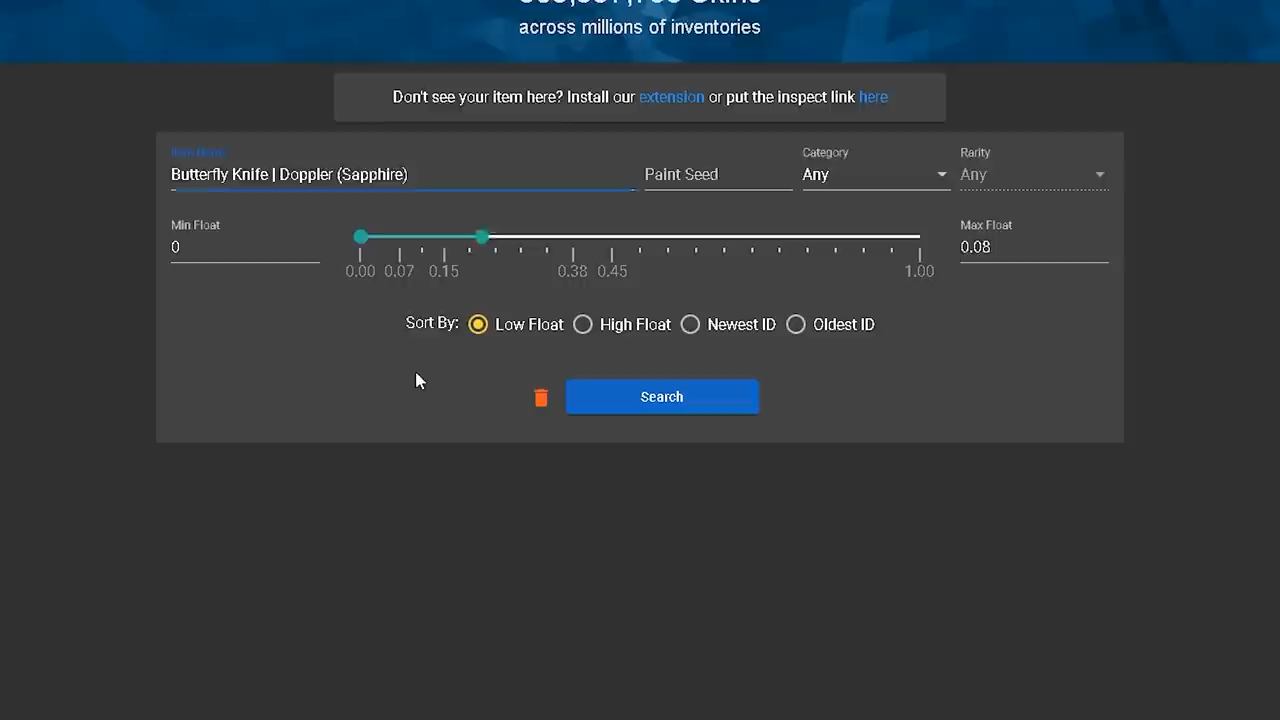 across millions of inventories
Don't see your item here? Install our extension or put the inspect link here
Item Name
Butterfly Knife | Doppler (Sapphire)
Paint Seed
Category
Any
Rarity
Any
Min Float
0
0.00 0.07 0.15 0.38 0.45 1.00
Max Float
0.08
Sort By: Low Float High Float Newest ID Oldest ID
Search